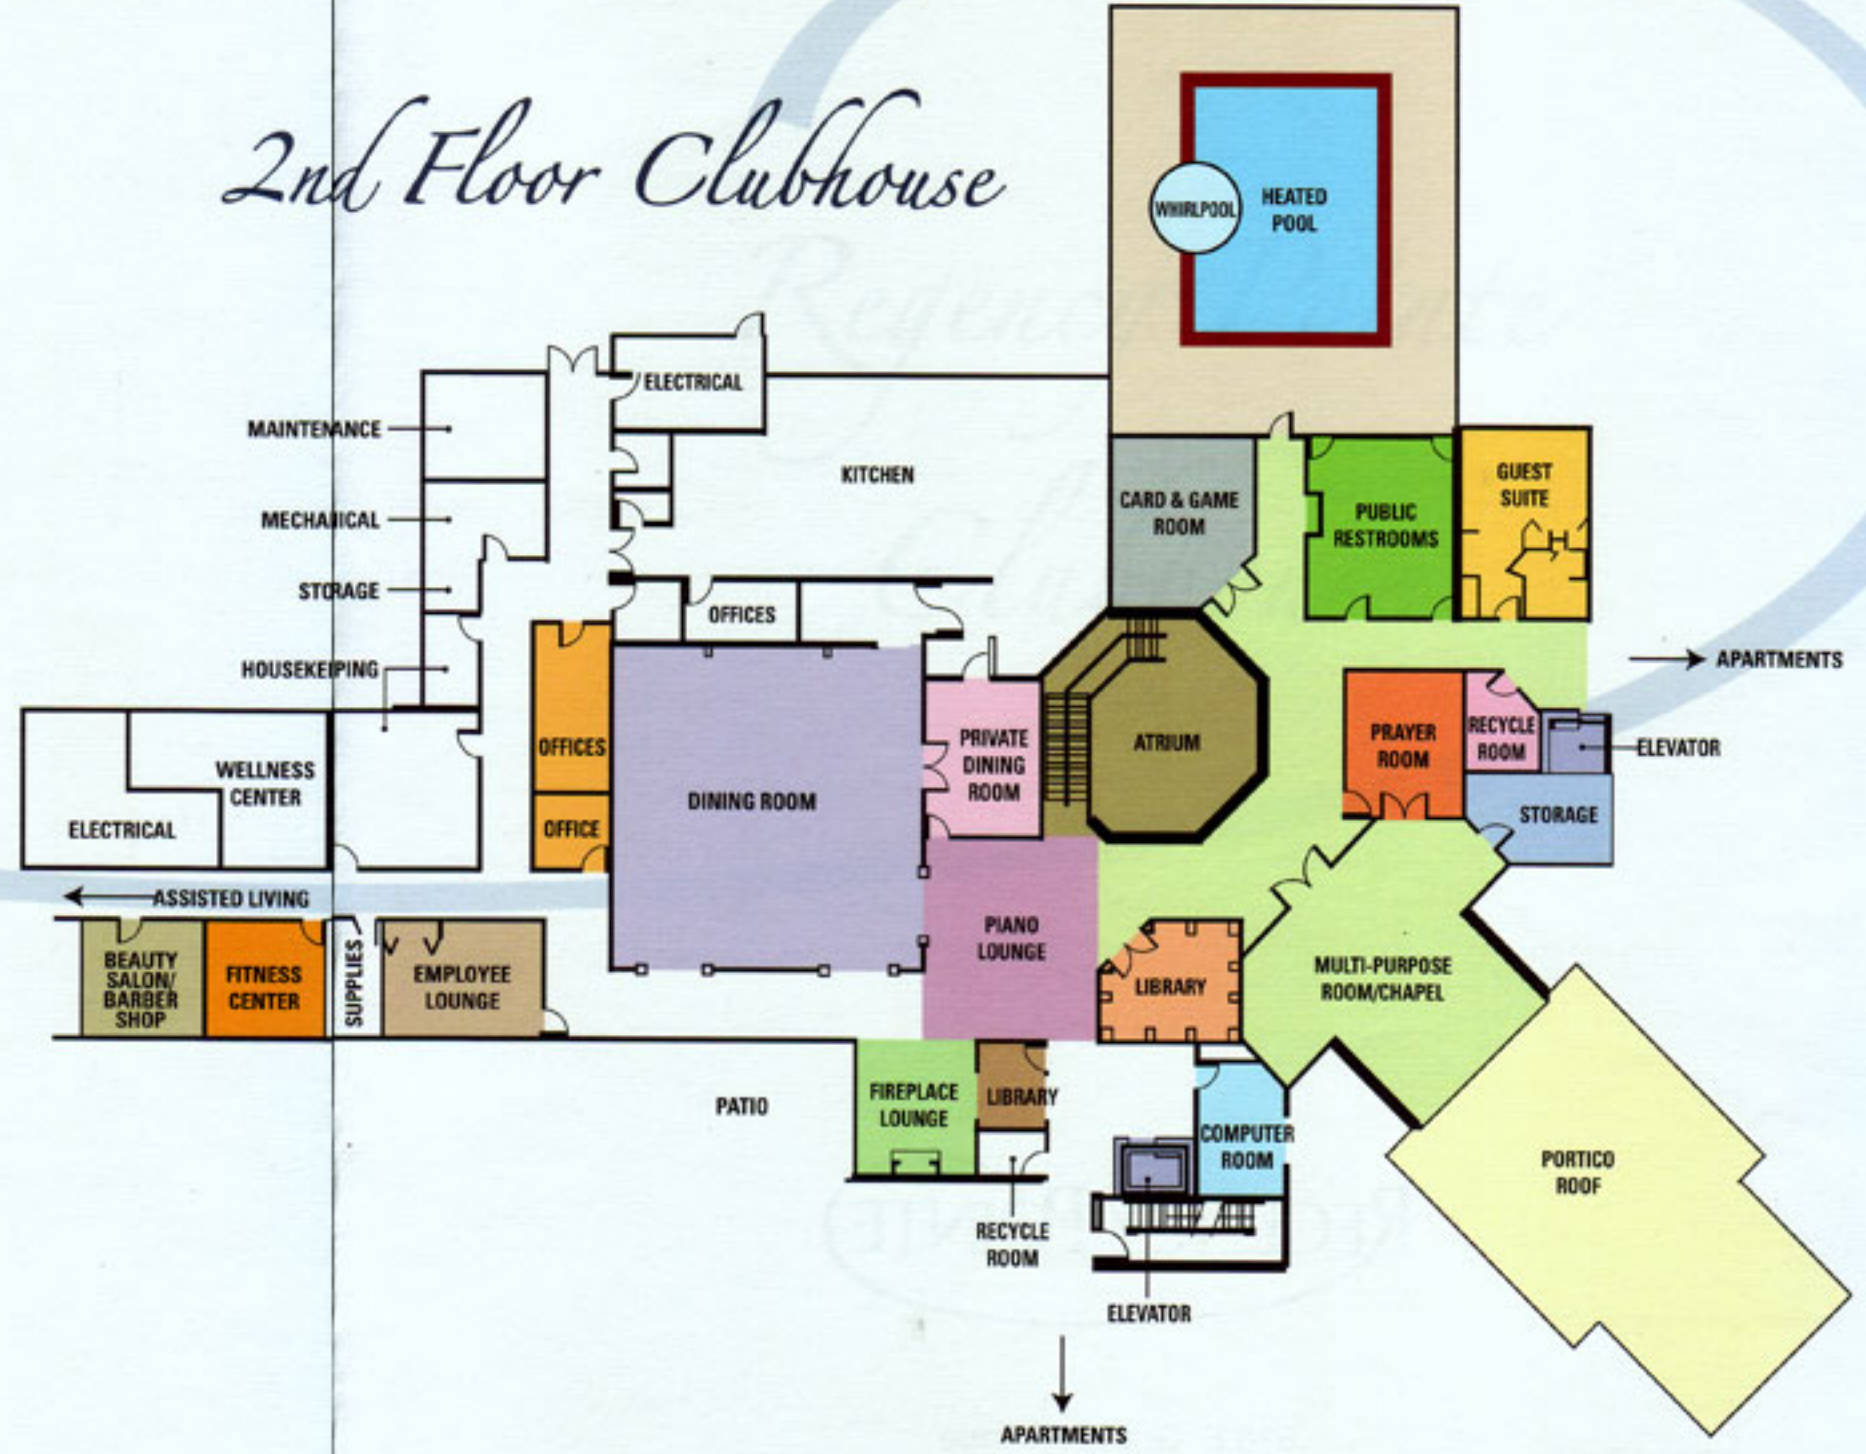 2nd Floor Clubhouse
WHIRLPOOL
HEATED
POOL
ELECTRICAL
MAINTENANCE
KITCHEN
MECHANICAL
STORAGE
HOUSEKEIPING
OFFICES
CARD & GAME
ROOM
PUBLIC
RESTROOMS
GUEST
SUITE
APARTMENTS
OFFICES
OFFICE
DINING ROOM
PRIVATE
DINING
ROOM
ATRIUM
PRAYER
ROOM
RECYCLE
ROOM
ELEVATOR
STORAGE
WELLNESS
CENTER
ELECTRICAL
ASSISTED LIVING
BEAUTY
SALON/
BARBER
SHOP
FITNESS
CENTER
SUPPLIES
EMPLOYEE
LOUNGE
PIANO
LOUNGE
LIBRARY
MULTI-PURPOSE
ROOM/CHAPEL
PATIO
FIREPLACE
LOUNGE
LIBRARY
COMPUTER
ROOM
PORTICO
ROOF
RECYCLE
ROOM
ELEVATOR
APARTMENTS